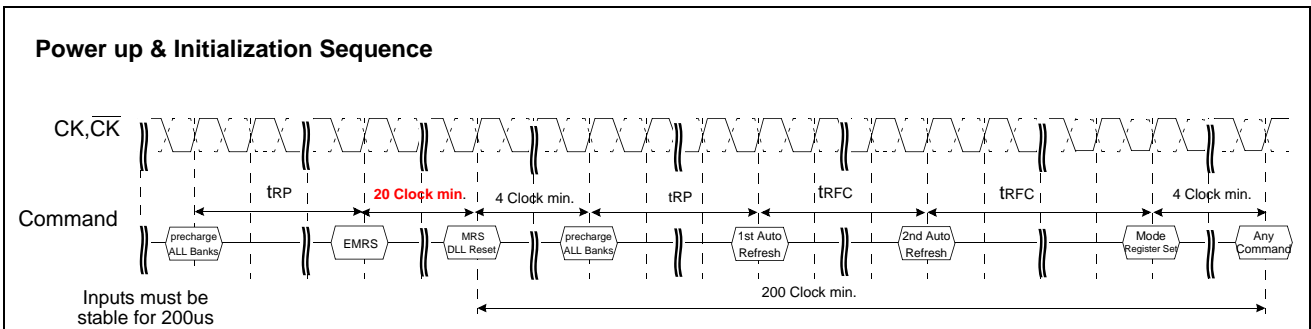 Power up & Initialization Sequence
CK,CK
tRP
20 Clock min.
4 Clock min.
tRP
tRFC
tRFC
4 Clock min.
Command
precharge
ALL Banks
EMRS
MRS
DLL Reset
precharge
ALL Banks
1st Auto
Refresh
2nd Auto
Refresh
Mode
Register Set
Any
Command
200 Clock min.
Inputs must be
stable for 200us